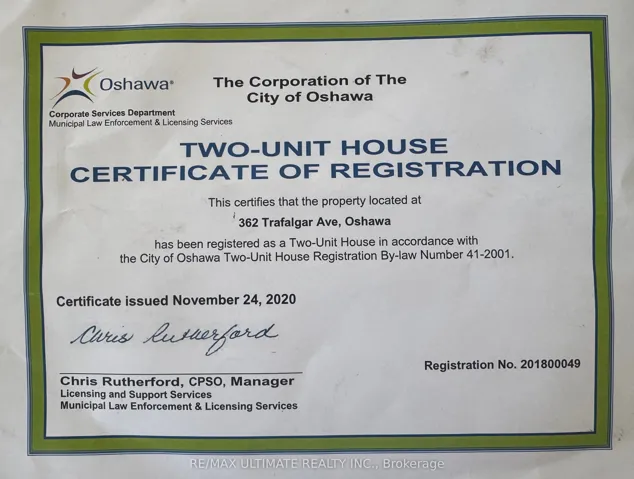 Oshawa®
The Corporation of The
City of Oshawa
Corporate Services Department
Municipal Law Enforcement & Licensing Services
TWO-UNIT HOUSE
CERTIFICATE OF REGISTRATION
This certifies that the property located at
362 Trafalgar Ave, Oshawa
has been registered as a Two-Unit House in accordance with
the City of Oshawa Two-Unit House Registration By-law Number 41-2001.
Certificate issued November 24, 2020
Chris Rutherford
Registration No. 201800049
Chris Rutherford, CPSO, Manager
Licensing and Support Services
Municipal Law Enforcement & Licensing Services
RE/MAX ULTIMATE REALTY INC., Brokerage